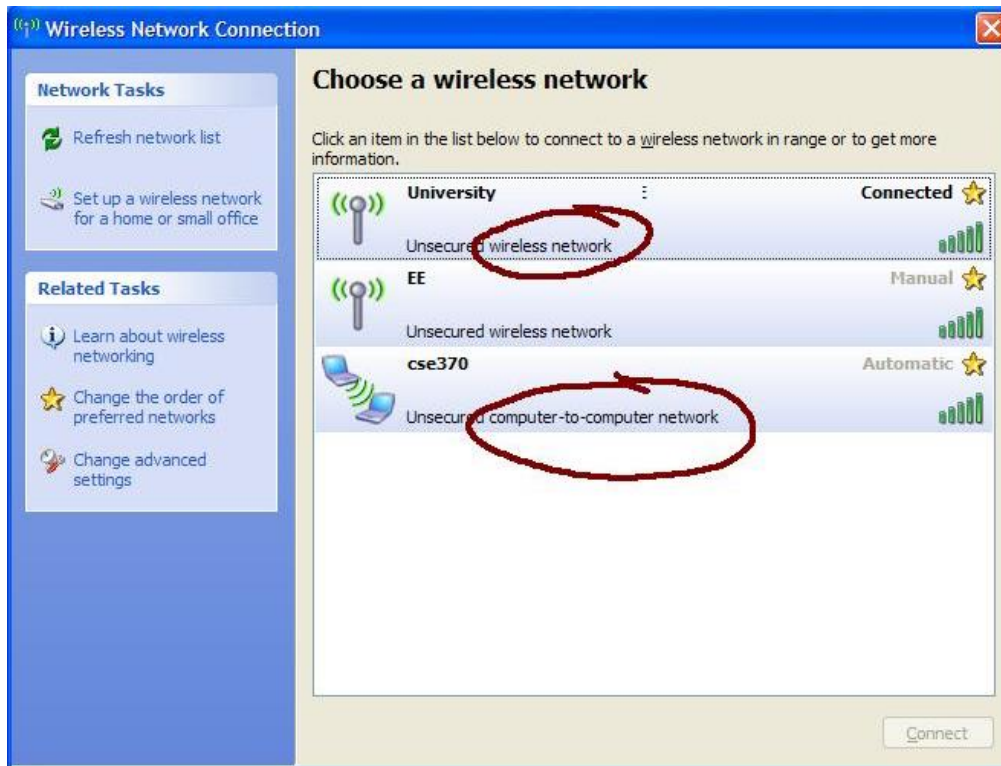 Wireless Network Connection
Network Tasks
Refresh network list
Set up a wireless network
for a home or small office
Related Tasks
Learn about wireless
networking
Change the order of
preferred networks
Change advanced
settings
Choose a wireless network
Click an item in the list below to connect to a wireless network in range or to get more
information.
University : Connected
Unsecured wireless network
EE Manual
Unsecured wireless network
cse370 Automatic
Unsecured computer-to-computer network
Connect